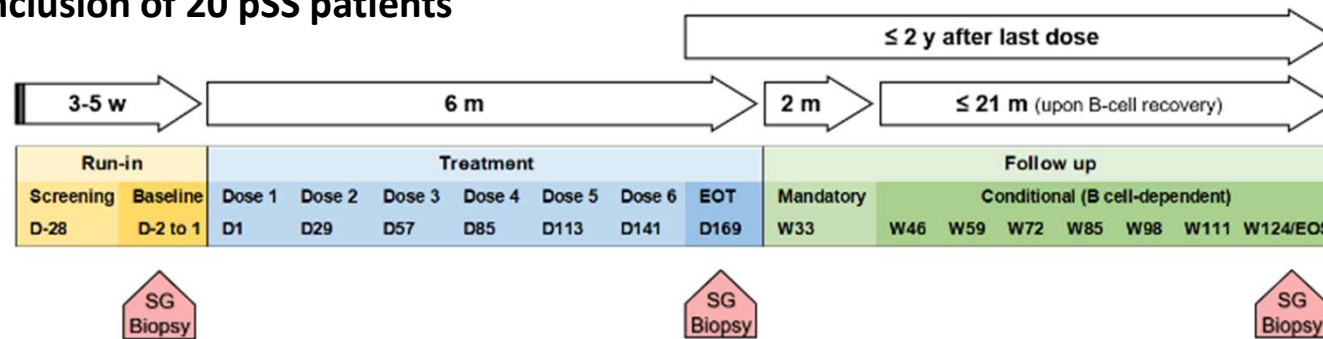 nclusion of 20 pSS patients
≤ 2 y after last dose
3-5 w 6 m 2 m ≤ 21 m (upon B-cell recovery)
Run-in Treatment Follow up
Screening Baseline Dose 1 Dose 2 Dose 3 Dose 4 Dose 5 Dose 6 EOT Mandatory Conditional (B cell-dependent)
D-28 D-2 to 1 D1 D29 D57 D85 D113 D141 D169 W33 W46 W59 W72 W85 W98 W111 W124/EOS
SG SG SG
Biopsy Biopsy Biopsy